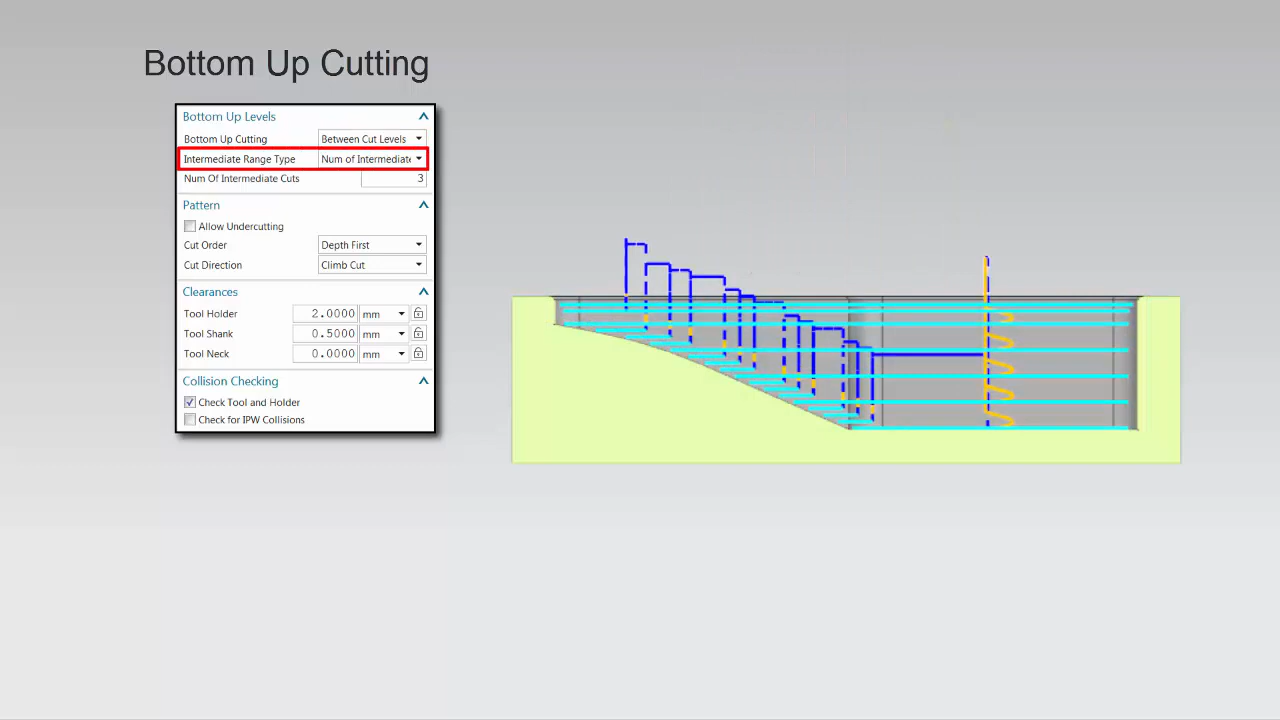 Bottom Up Cutting
Bottom Up Levels
Bottom Up Cutting Between Cut Levels
Intermediate Range Type Num of Intermediate
Num Of Intermediate Cuts 3
Pattern
Allow Undercutting
Cut Order Depth First
Cut Direction Climb Cut
Clearances
Tool Holder 2.0000 mm
Tool Shank 0.5000 mm
Tool Neck 0.0000 mm
Collision Checking
Check Tool and Holder
Check for IPW Collisions